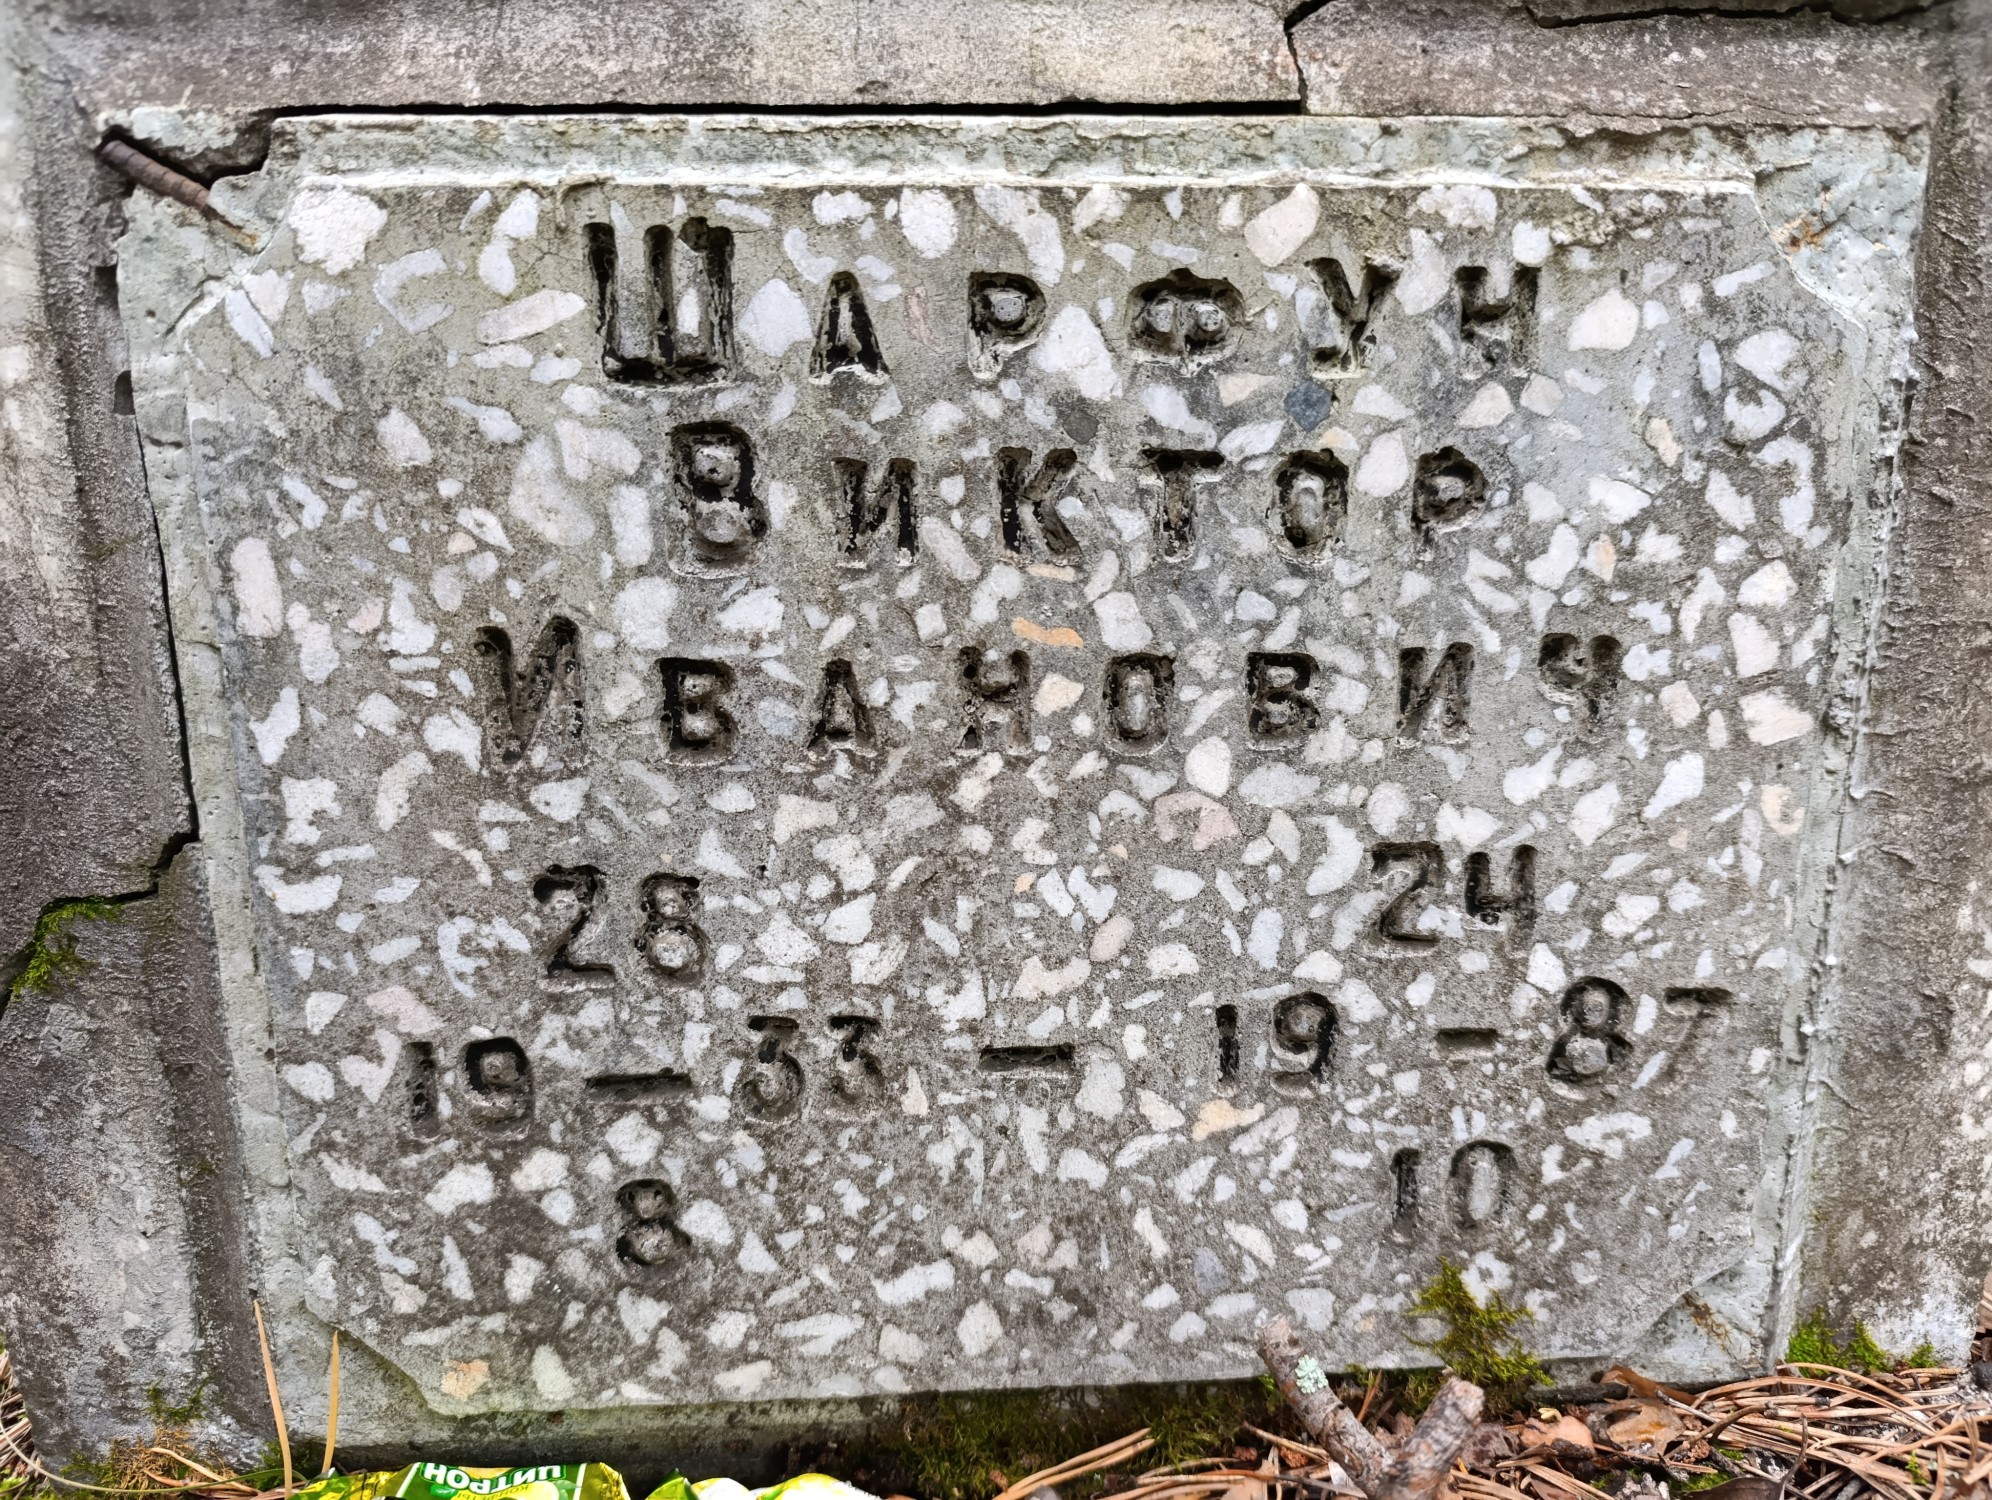 Шарфун
Виктор
Иванович
28 24
19—33—19—87
8 10
ЦИТРОН